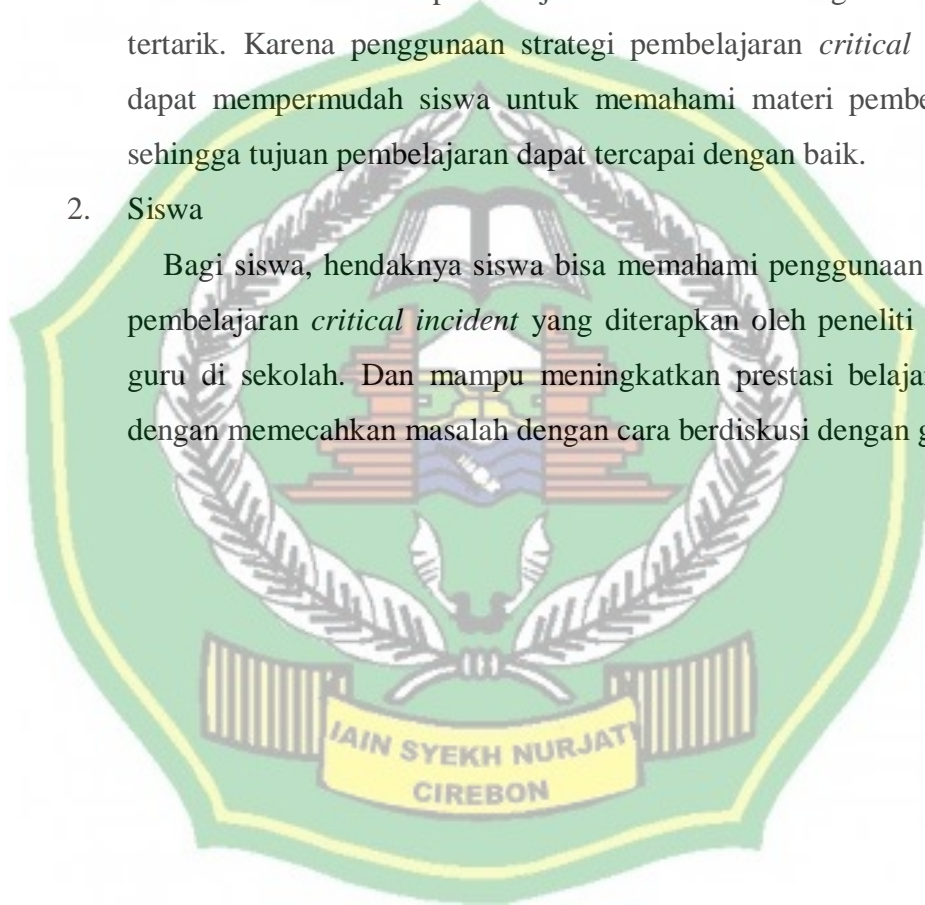 tertarik. Karena penggunaan strategi pembelajaran critical
dapat mempermudah siswa untuk memahami materi
sehingga tujuan pembelajaran dapat tercapai dengan baik.
2. Siswa
Bagi siswa, hendaknya siswa bisa memahami penggunaan
pembelajaran critical incident yang diterapkan oleh peneliti
guru di sekolah. Dan mampu meningkatkan prestasi
dengan memecahkan masalah dengan cara berdiskusi dengan
IAIN SYEKH NURJATI
CIREBON